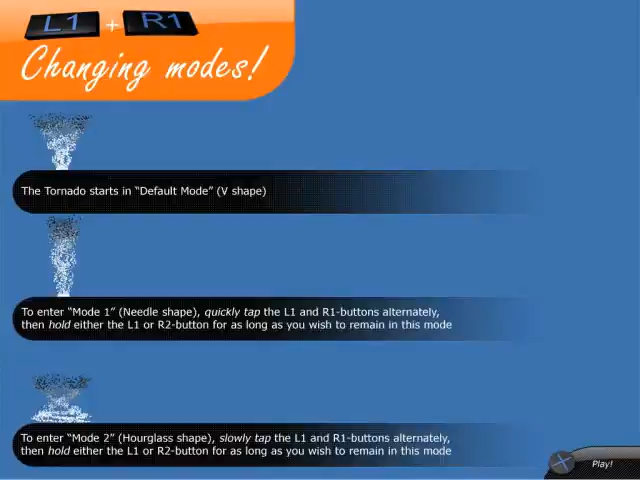 L1 + R1
Changing modes!
The Tornado starts in “Default Mode” (V shape)
To enter “Mode 1” (Needle shape), quickly tap the L1 and R1-buttons alternately,
then hold either the L1 or R2-button for as long as you wish to remain in this mode
To enter “Mode 2” (Hourglass shape), slowly tap the L1 and R1-buttons alternately,
then hold either the L1 or R2-button for as long as you wish to remain in this mode
Play!